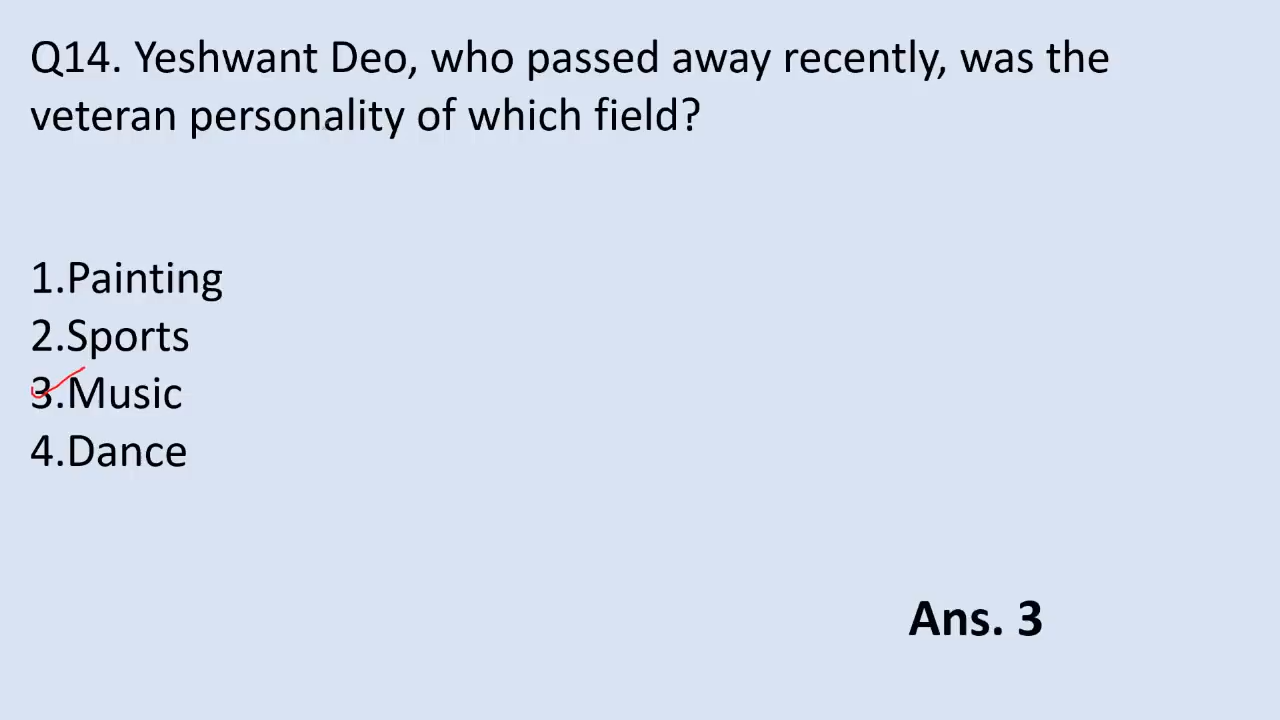 Q14. Yeshwant Deo, who passed away recently, was the
veteran personality of which field?
1.Painting
2.Sports
3.Music
4.Dance
Ans. 3